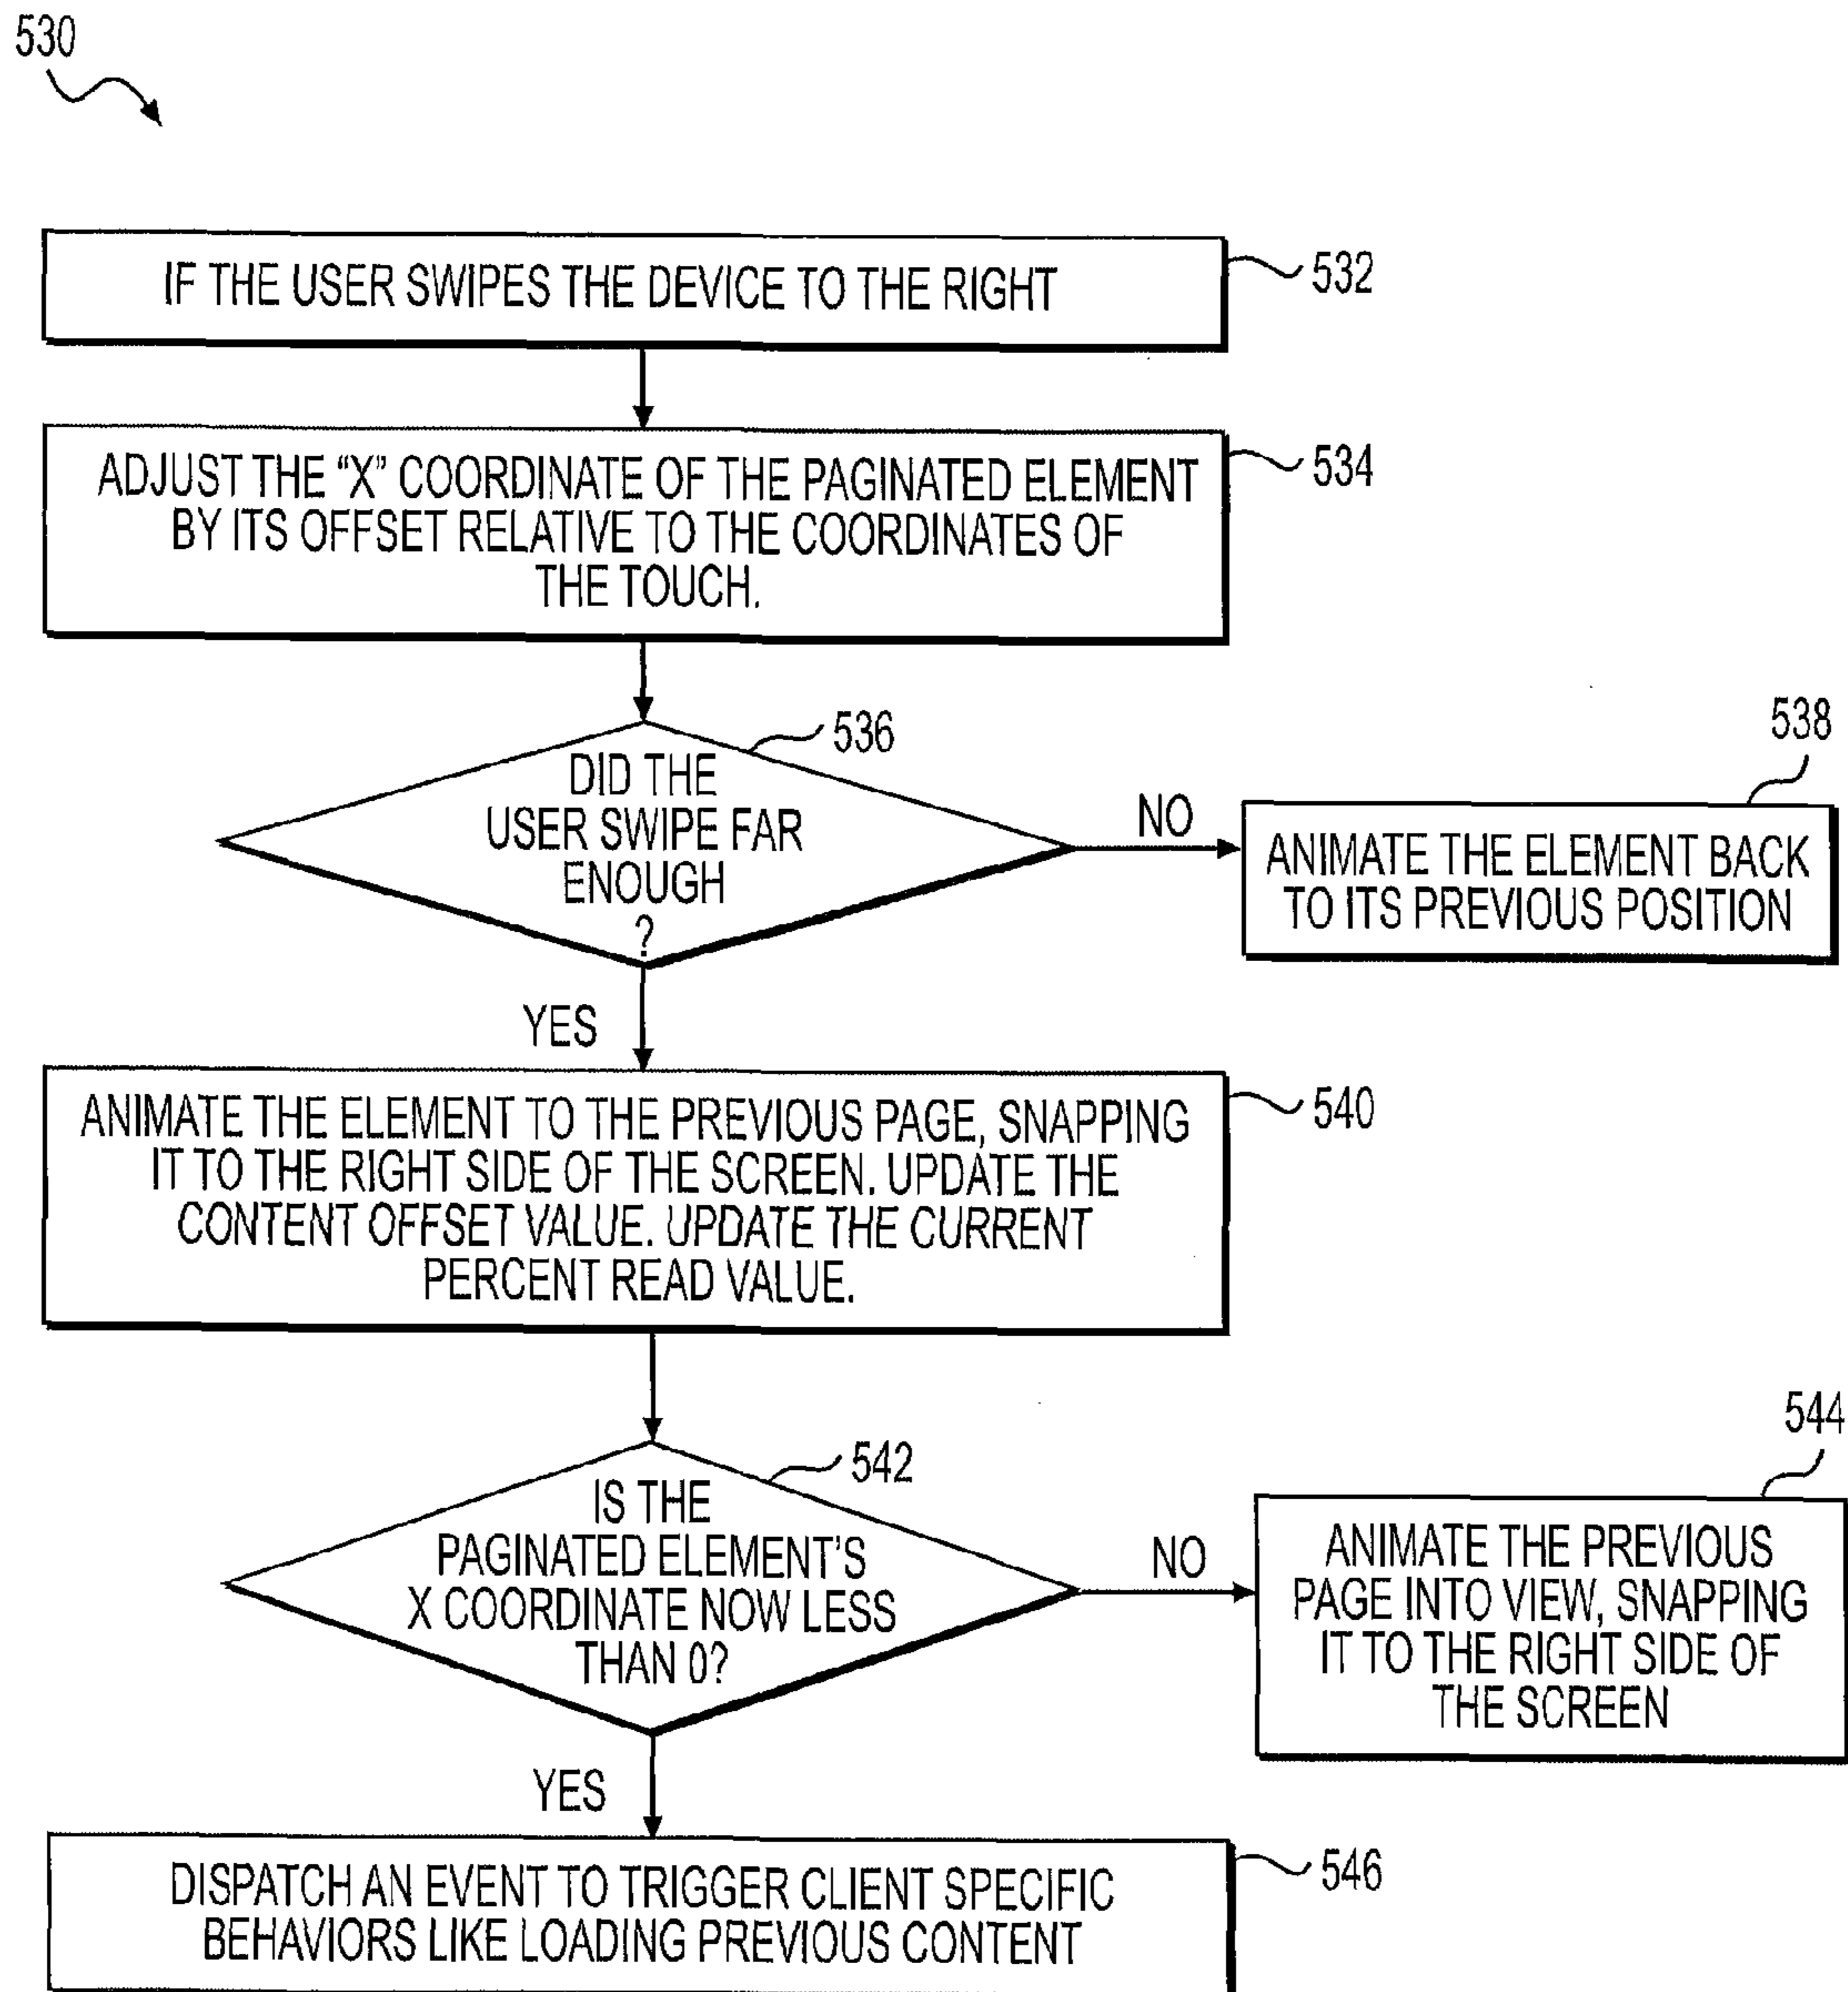 530
IF THE USER SWIPES THE DEVICE TO THE RIGHT
532
ADJUST THE “X” COORDINATE OF THE PAGINATED ELEMENT
BY ITS OFFSET RELATIVE TO THE COORDINATES OF
THE TOUCH.
534
536
DID THE
USER SWIPE FAR
ENOUGH
?
NO
538
ANIMATE THE ELEMENT BACK
TO ITS PREVIOUS POSITION
YES
ANIMATE THE ELEMENT TO THE PREVIOUS PAGE, SNAPPING
IT TO THE RIGHT SIDE OF THE SCREEN. UPDATE THE
CONTENT OFFSET VALUE. UPDATE THE CURRENT
PERCENT READ VALUE.
540
542
IS THE
PAGINATED ELEMENT’S
X COORDINATE NOW LESS
THAN 0?
NO
544
ANIMATE THE PREVIOUS
PAGE INTO VIEW, SNAPPING
IT TO THE RIGHT SIDE OF
THE SCREEN
YES
DISPATCH AN EVENT TO TRIGGER CLIENT SPECIFIC
BEHAVIORS LIKE LOADING PREVIOUS CONTENT
546